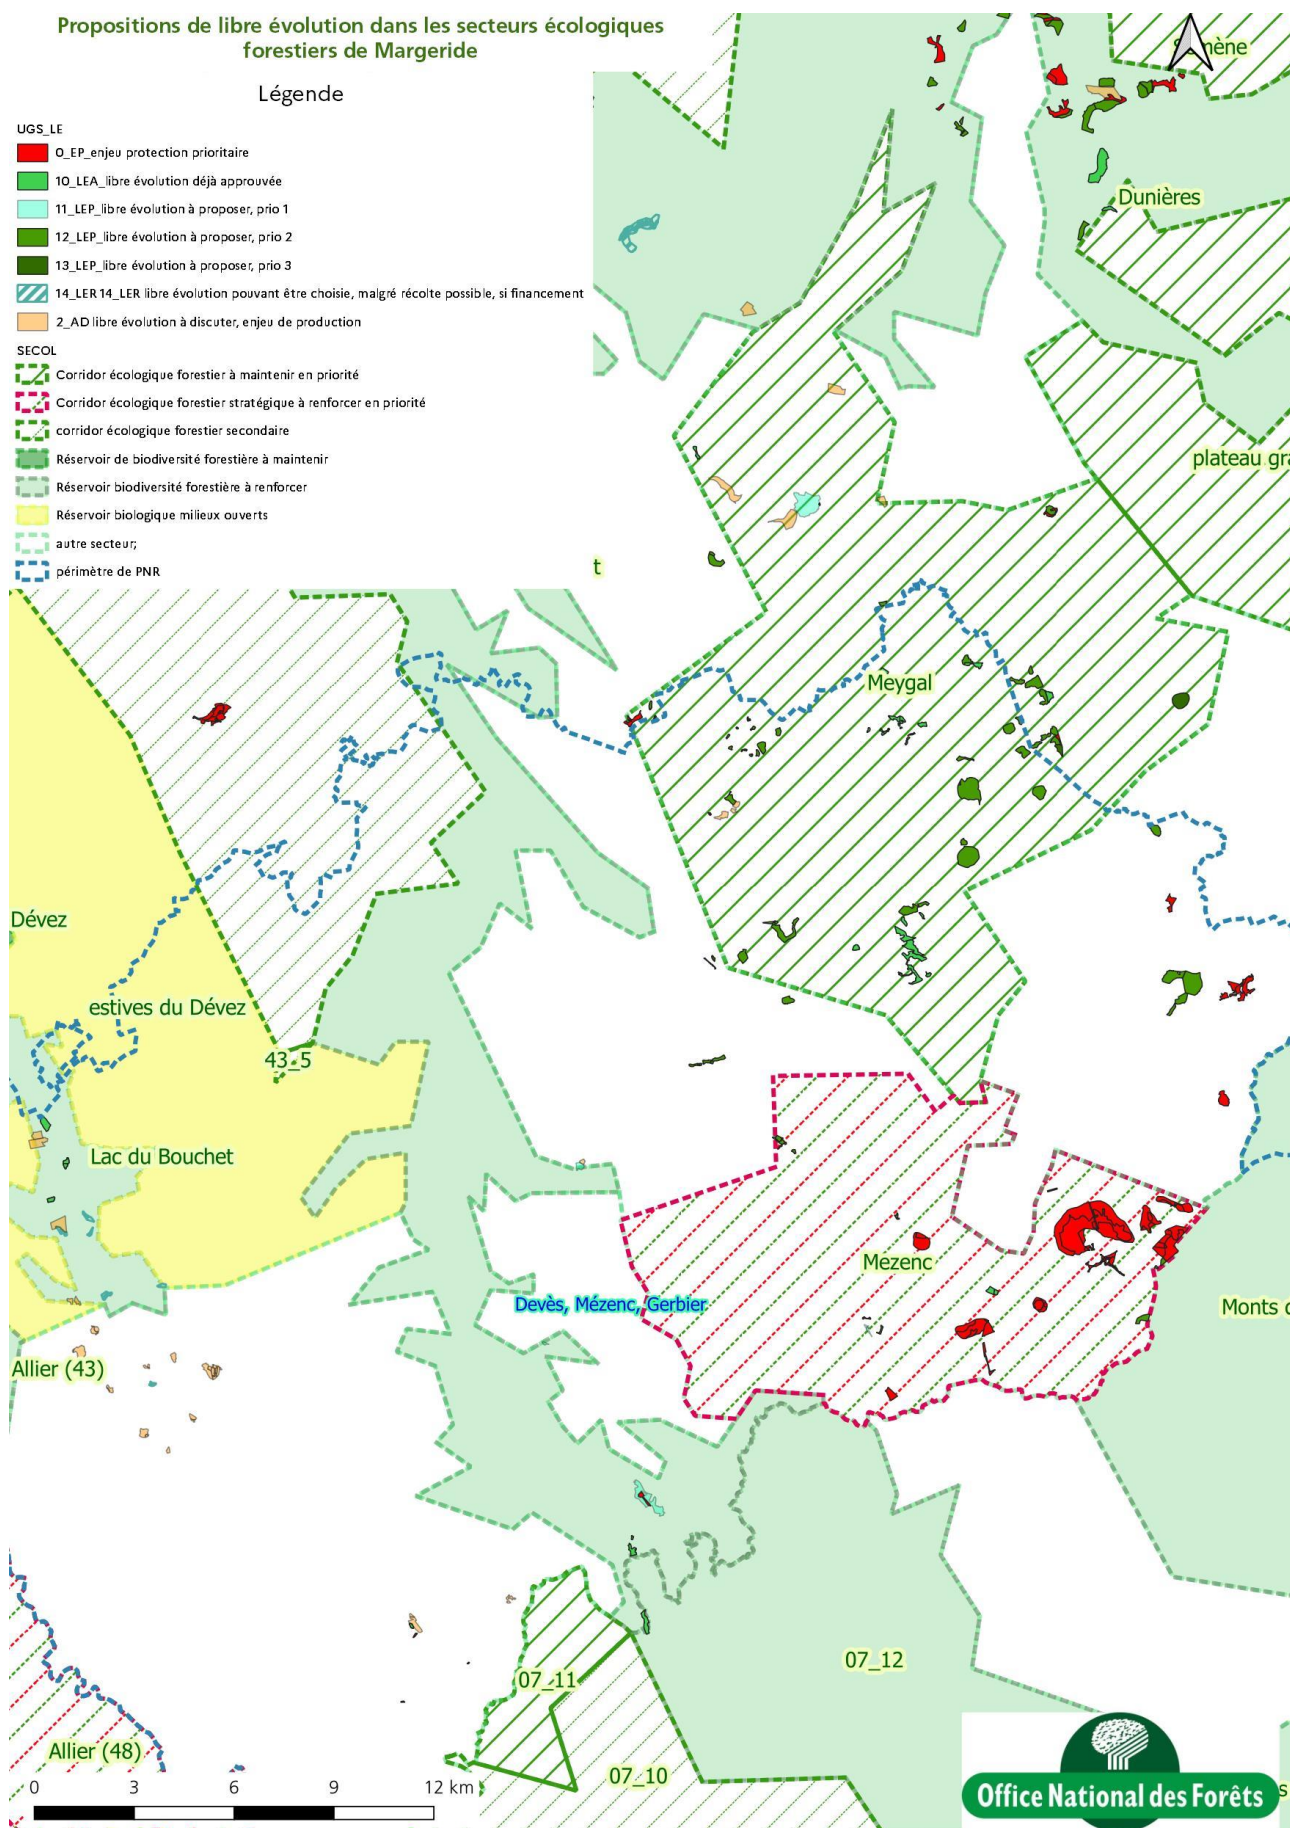 Propositions de libre évolution dans les secteurs écologiques
forestiers de Margeride
Légende
UGS_LE
0_EP_enjeu protection prioritaire
10_LEA_libre évolution déjà approuvée
11_LEP_libre évolution à proposer, prio 1
12_LEP_libre évolution à proposer, prio 2
13_LEP_libre évolution à proposer, prio 3
14_LER 14_LER libre évolution pouvant être choisie, malgré récolte possible, si financement
2_AD libre évolution à discuter, enjeu de production
SECOL
Corridor écologique forestier à maintenir en priorité
Corridor écologique forestier stratégique à renforcer en priorité
corridor écologique forestier secondaire
Réservoir de biodiversité forestière à maintenir
Réservoir biodiversité forestière à renforcer
Réservoir biologique milieux ouverts
autre secteur;
périmètre de PNR
Dunières
plateau gra
t
Meygal
Dévez
estives du Dévez
43_5
Lac du Bouchet
Mezenc
Devès, Mézenc, Gerbier
Monts
Allier (43)
07_12
07_11
Allier (48)
07_10
0 3 6 9 12 km
Office National des Forêts
s